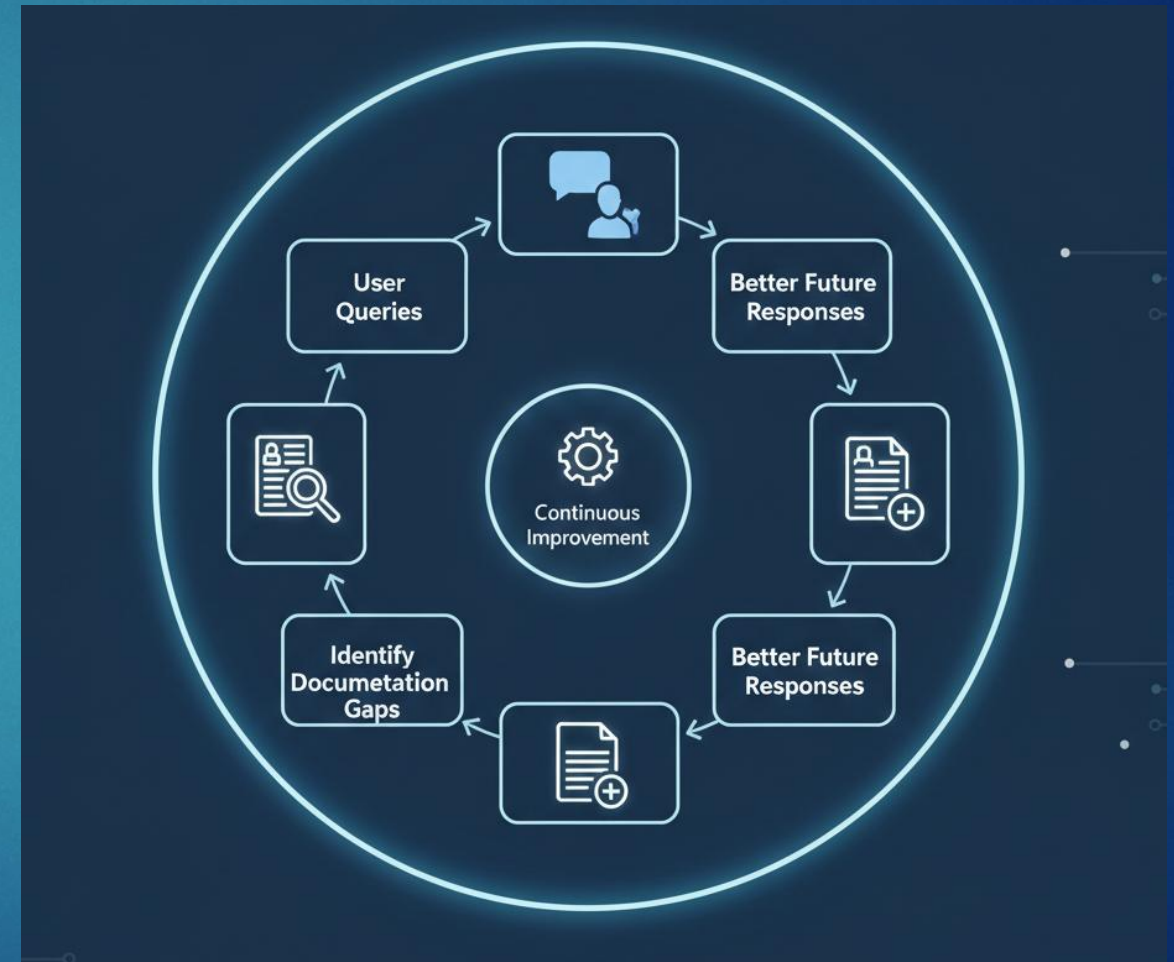 User
Queries
Better Future
Responses
Continuous
Improvement
Identify
Documetation
Gaps
Better Future
Responses